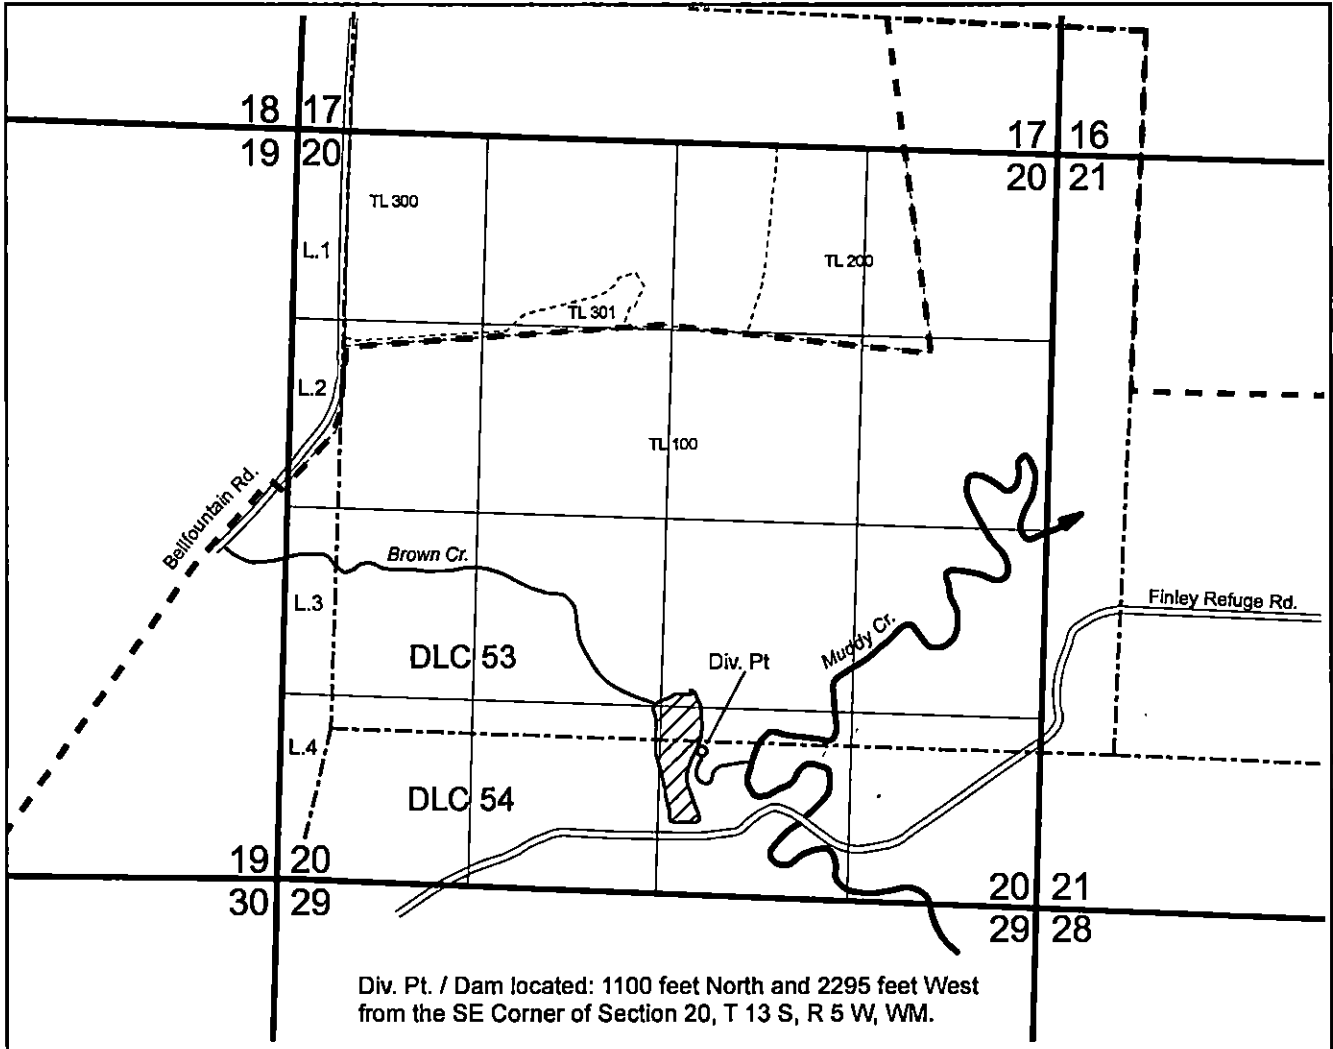 18 17
17 16
19 20
20 21
TL 300
L.1
TL 200
TL 301
L.2
TL 100
Bellfountain Rd.
Brown Cr.
L.3
Finley Refuge Rd.
Muddy Cr.
DLC 53
Div. Pt
L.4
DLC 54
19 20
20 21
30 29
29 28
Div. Pt. / Dam located: 1100 feet North and 2295 feet West
from the SE Corner of Section 20, T 13 S, R 5 W, WM.